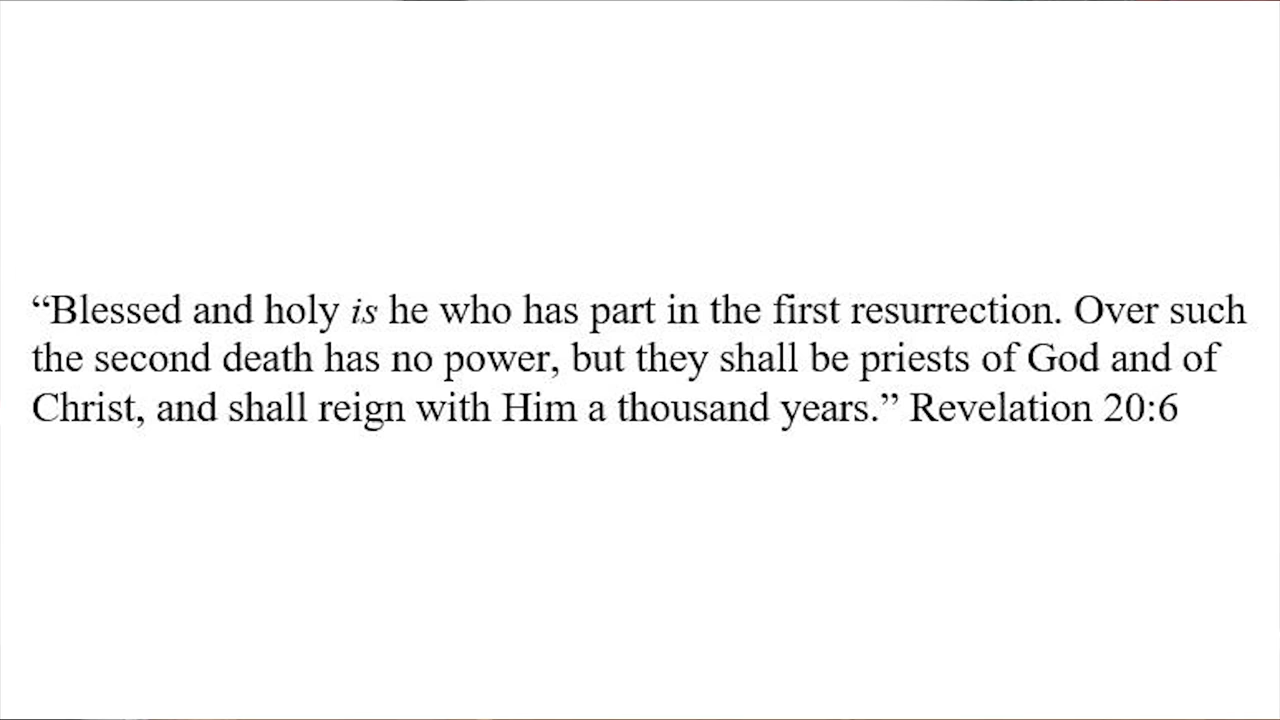 “Blessed and holy is he who has part in the first resurrection. Over such
the second death has no power, but they shall be priests of God and of
Christ, and shall reign with Him a thousand years.” Revelation 20:6